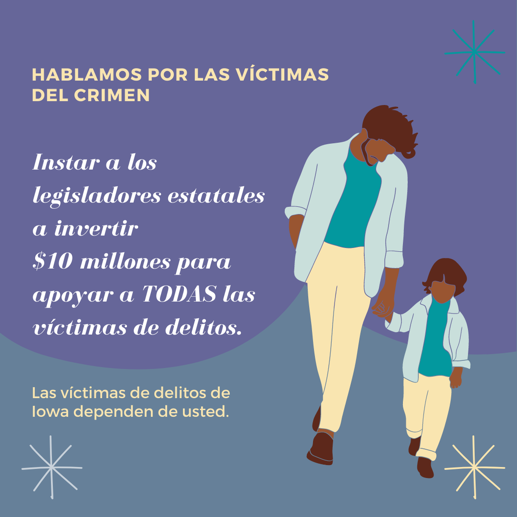 HABLAMOS POR LAS VÍCTIMAS
DEL CRIMEN
Instar a los
legisladores estatales
a invertir
$10 millones para
apoyar a TODAS las
víctimas de delitos.
Las víctimas de delitos de
Iowa dependen de usted.